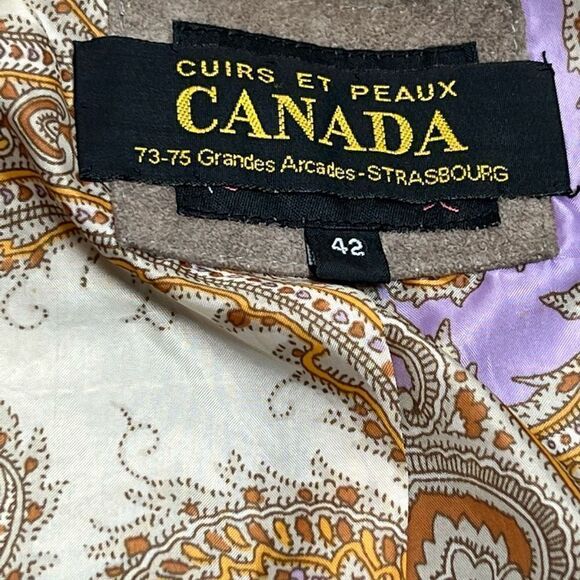 CUIRS ET PEAUX
CANADA
73-75 Grandes Arcades-STRASBOURG
42